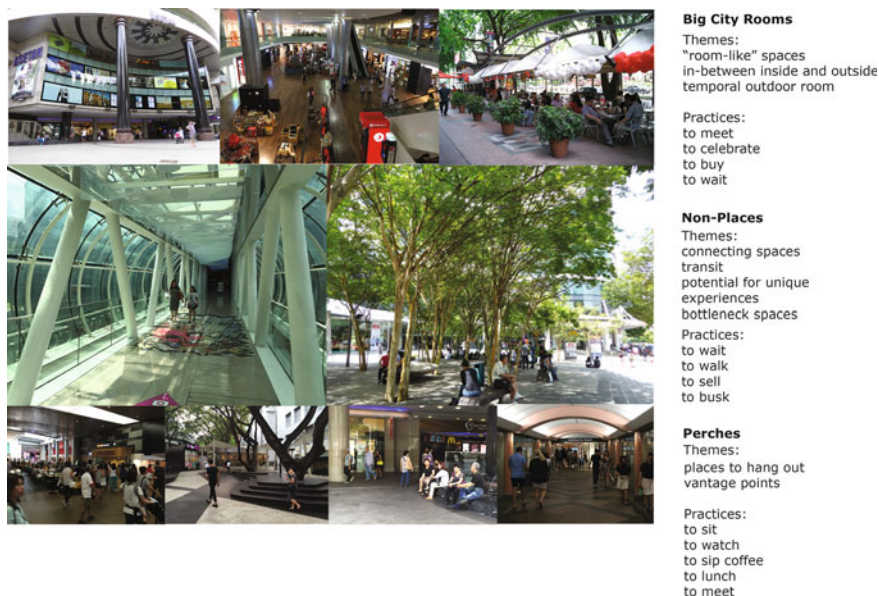 Big City Rooms
Themes:
“room-like” spaces
in-between inside and outside
temporal outdoor room
Practices:
to meet
to celebrate
to buy
to wait
Non-Places
Themes:
connecting spaces
transit
potential for unique
experiences
bottleneck spaces
Practices:
to wait
to walk
to sell
to busk
Perches
Themes:
places to hang out
vantage points
Practices:
to sit
to watch
to sip coffee
to lunch
to meet